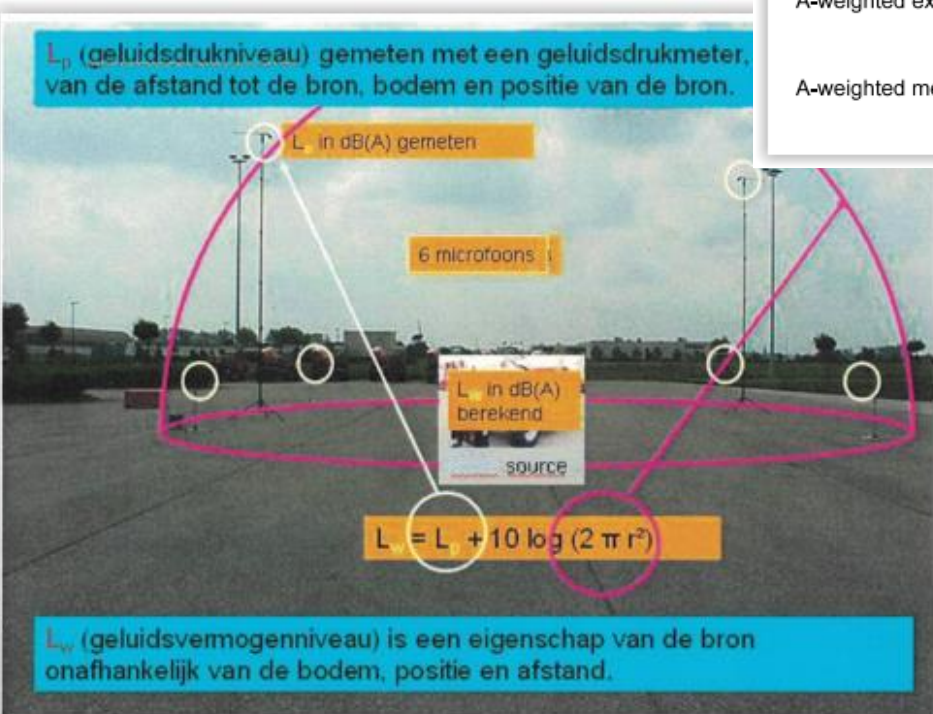 A-weighted ex
A-weighted me
Lp (geluidsdrukniveau) gemeten met een geluidsdrukmeter,
van de afstand tot de bron, bodem en positie van de bron.
L in dB(A) gemeten
6 microfoons
Lw in dB(A)
berekend
source
Lw = Lp + 10 log (2 π r²)
Lw (geluidsvermogenniveau) is een eigenschap van de bron
onafhankelijk van de bodem, positie en afstand.